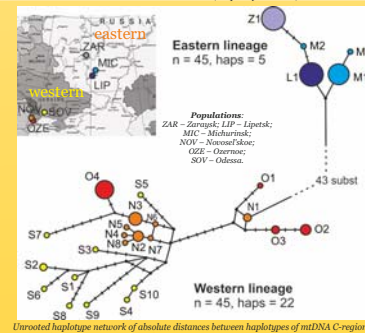 RUSSIA
eastern
ZAR
MIC
LIP
western
NOV
SOV
OZE
Eastern lineage
n = 45, haps = 5
Z1
M2
L1
Populations:
ZAR – Zaraysk; LIP – Lipetsk;
MIC – Michurinsk;
NOV – Novosel'skoe;
OZE – Ozernoe;
SOV – Odessa.
43 subst
O4
S5
N3
N5
N6
N4
N8
N2
N7
S7
S3
S2
S1
S6
S8
S9
S4
S10
O1
N1
O3
O2
Western lineage
n = 45, haps = 22
Unrooted haplotype network of absolute distances between haplotypes of mtDNA C-region